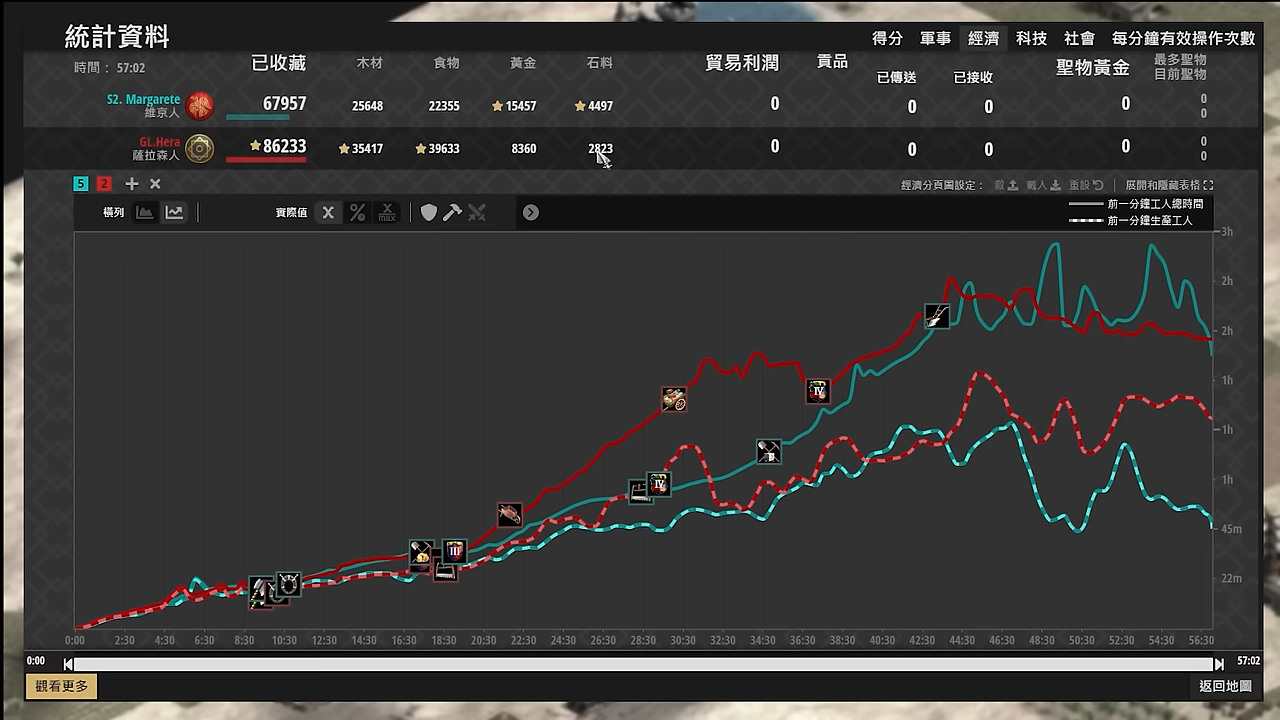 統計資料
得分 軍事 經濟 科技 社會 每分鐘有效操作次數
時間： 57:02
已收藏 木材 食物 黃金 石料 貿易利潤 貢品 已傳送 已接收 聖物黃金 最多聖物
目前聖物
S2. Margarete
維京人
67957 25648 22355 15457 4497 0 0 0 0 0
0
GL.Hera
薩拉森人
86233 35417 39633 8360 2823 0 0 0 0 0
0
5 2
經濟分頁圖設定： 載入 重設 展開和隱藏表格
橫列 實際值 X % X max
前一分鐘工人總時間
前一分鐘生產工人
3h
2h
2h
1h
1h
1h
45m
22m
IV
IV
III
0:00 2:30 4:30 6:30 8:30 10:30 12:30 14:30 16:30 18:30 20:30 22:30 24:30 26:30 28:30 30:30 32:30 34:30 36:30 38:30 40:30 42:30 44:30 46:30 48:30 50:30 52:30 54:30 56:30
0:00 57:02
觀看更多 返回地圖